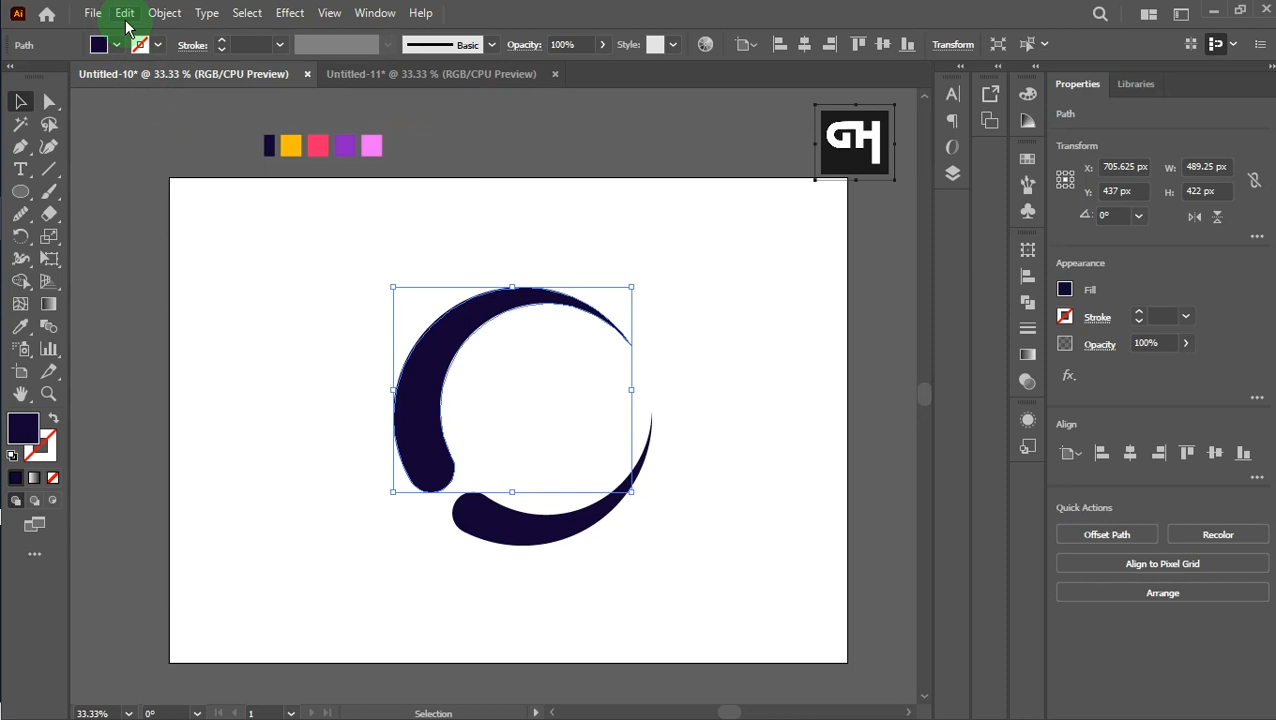 Ai File Edit Object Type Select Effect View Window Help
Path Stroke: Basic Opacity: 100% Style: Transform
Untitled-10* @ 33.33 % (RGB/CPU Preview) × Untitled-11* @ 33.33 % (RGB/CPU Preview) ×
Properties Libraries
GH
Path
Transform
X: 705.625 px W: 489.25 px
Y: 437 px H: 422 px
0°
Appearance
Fill
Stroke
Opacity 100%
fx.
Align
Quick Actions
Offset Path Recolor
Align to Pixel Grid
Arrange
33.33% 0° 1 Selection